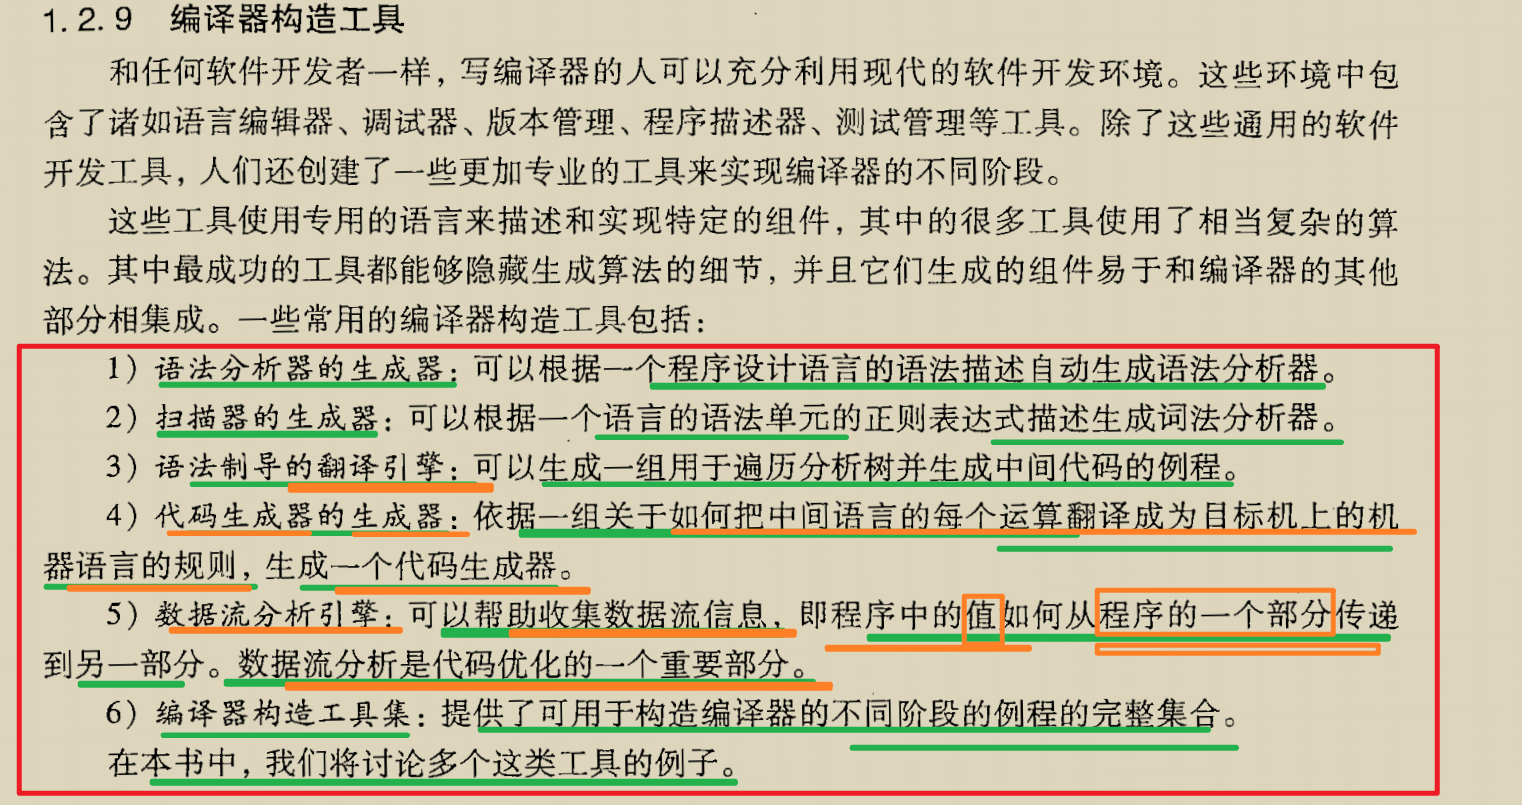 1.2.9 编译器构造工具
和任何软件开发者一样，写编译器的人可以充分利用现代的软件开发环境。这些环境中包
含了诸如语言编辑器、调试器、版本管理、程序描述器、测试管理等工具。除了这些通用的软件
开发工具，人们还创建了一些更加专业的工具来实现编译器的不同阶段。
这些工具使用专用的语言来描述和实现特定的组件，其中的很多工具使用了相当复杂的算
法。其中最成功的工具都能够隐藏生成算法的细节，并且它们生成的组件易于和编译器的其他
部分相集成。一些常用的编译器构造工具包括：
1）语法分析器的生成器：可以根据一个程序设计语言的语法描述自动生成语法分析器。
2）扫描器的生成器：可以根据一个语言的语法单元的正则表达式描述生成词法分析器。
3）语法制导的翻译引擎：可以生成一组用于遍历分析树并生成中间代码的例程。
4）代码生成器的生成器：依据一组关于如何把中间语言的每个运算翻译成为目标机上的机
器语言的规则，生成一个代码生成器。
5）数据流分析引擎：可以帮助收集数据流信息，即程序中的值如何从程序的一个部分传递
到另一部分。数据流分析是代码优化的一个重要部分。
6）编译器构造工具集：提供了可用于构造编译器的不同阶段的例程的完整集合。
在本书中，我们将讨论多个这类工具的例子。